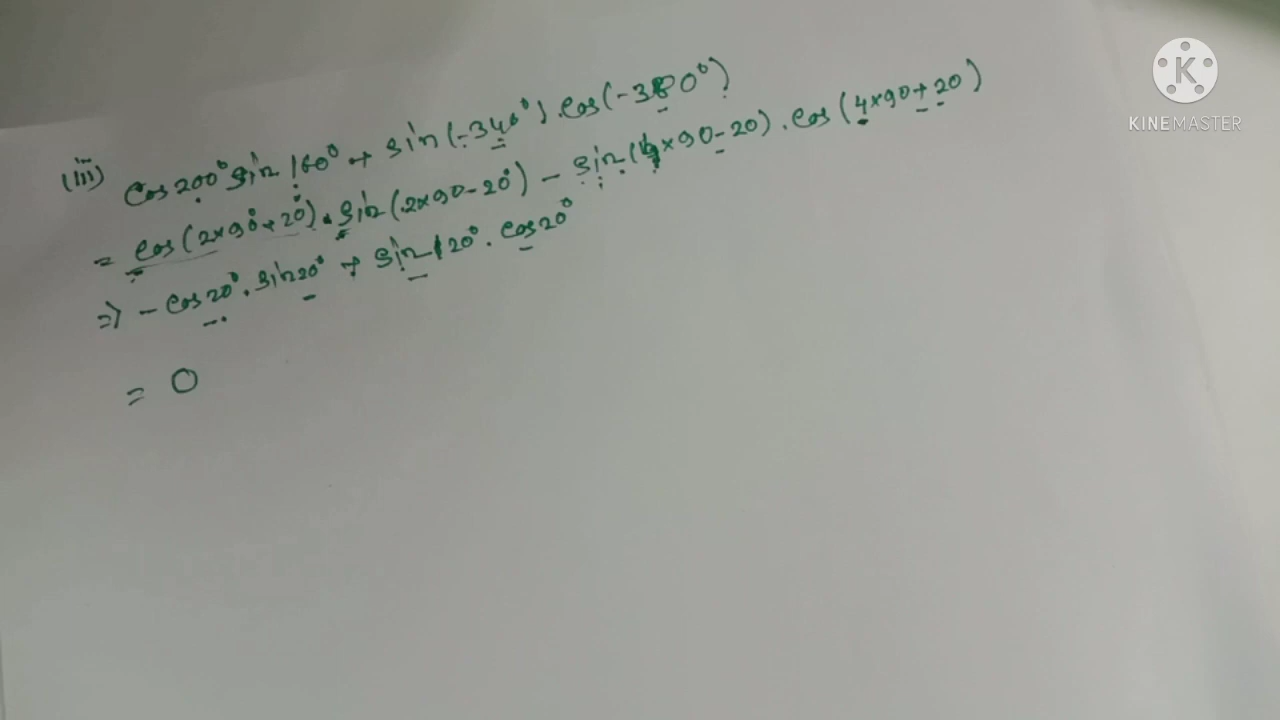 (iii) Cos 200° Sin 160° + Sin (-340°). Cos (-380°)
= Cos (2×90°+20°). Sin (2×90-20°) - Sin (4×90-20). Cos (4×90+20)
=> - Cos 20°. Sin 20° + Sin 20°. Cos 20°
= 0
K
KINEMASTER